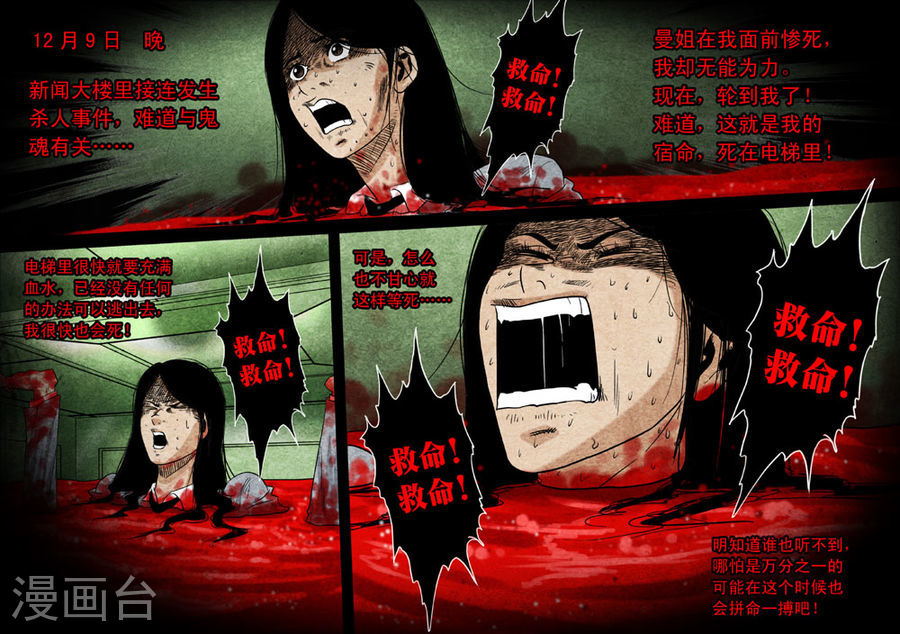 12月9日 晚
新闻大楼里接连发生
杀人事件，难道与鬼
魂有关……
救命！
救命！
曼姐在我面前惨死，
我却无能为力。
现在，轮到我了！
难道，这就是我的
宿命，死在电梯里！
电梯里很快就要充满
血水，已经没有任何
的办法可以逃出去，
我很快也会死！
救命！
救命！
可是，怎么
也不甘心就
这样等死……
救命！
救命！
救命！
救命！
明知道谁也听不到，
哪怕是万分之一的
可能在这个时候也
会拼命一搏吧！
漫画台